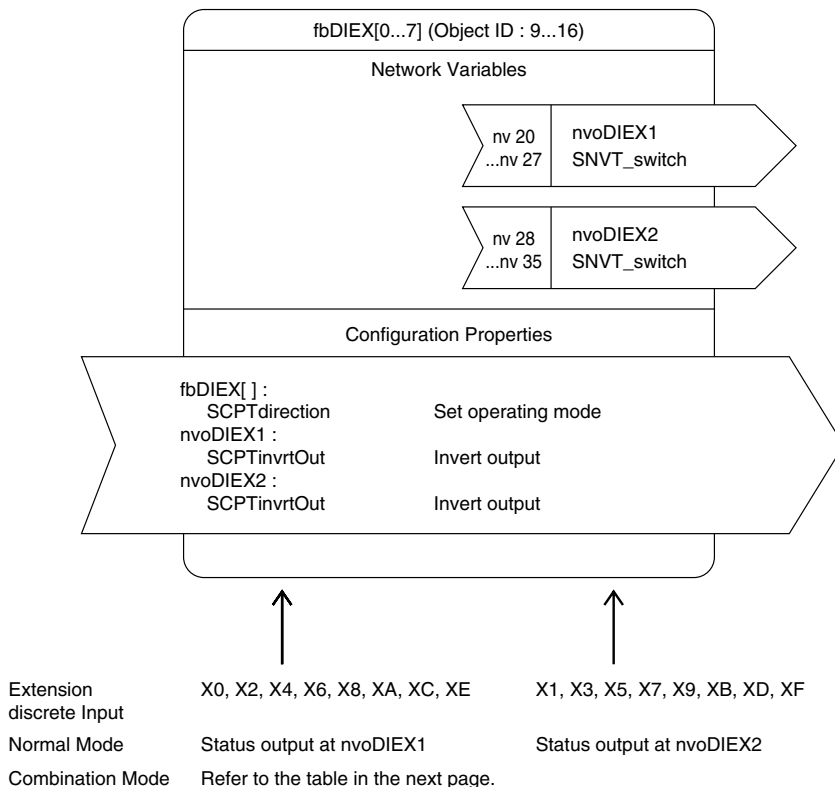 fbDIEX[0...7] (Object ID : 9...16)
Network Variables
nv 20 nvoDIEX1
...nv 27 SNVT_switch
nv 28 nvoDIEX2
...nv 35 SNVT_switch
Configuration Properties
fbDIEX[ ] :
SCPTdirection Set operating mode
nvoDIEX1 :
SCPTinvrtOut Invert output
nvoDIEX2 :
SCPTinvrtOut Invert output
Extension X0, X2, X4, X6, X8, XA, XC, XE X1, X3, X5, X7, X9, XB, XD, XF
discrete Input
Normal Mode Status output at nvoDIEX1 Status output at nvoDIEX2
Combination Mode Refer to the table in the next page.